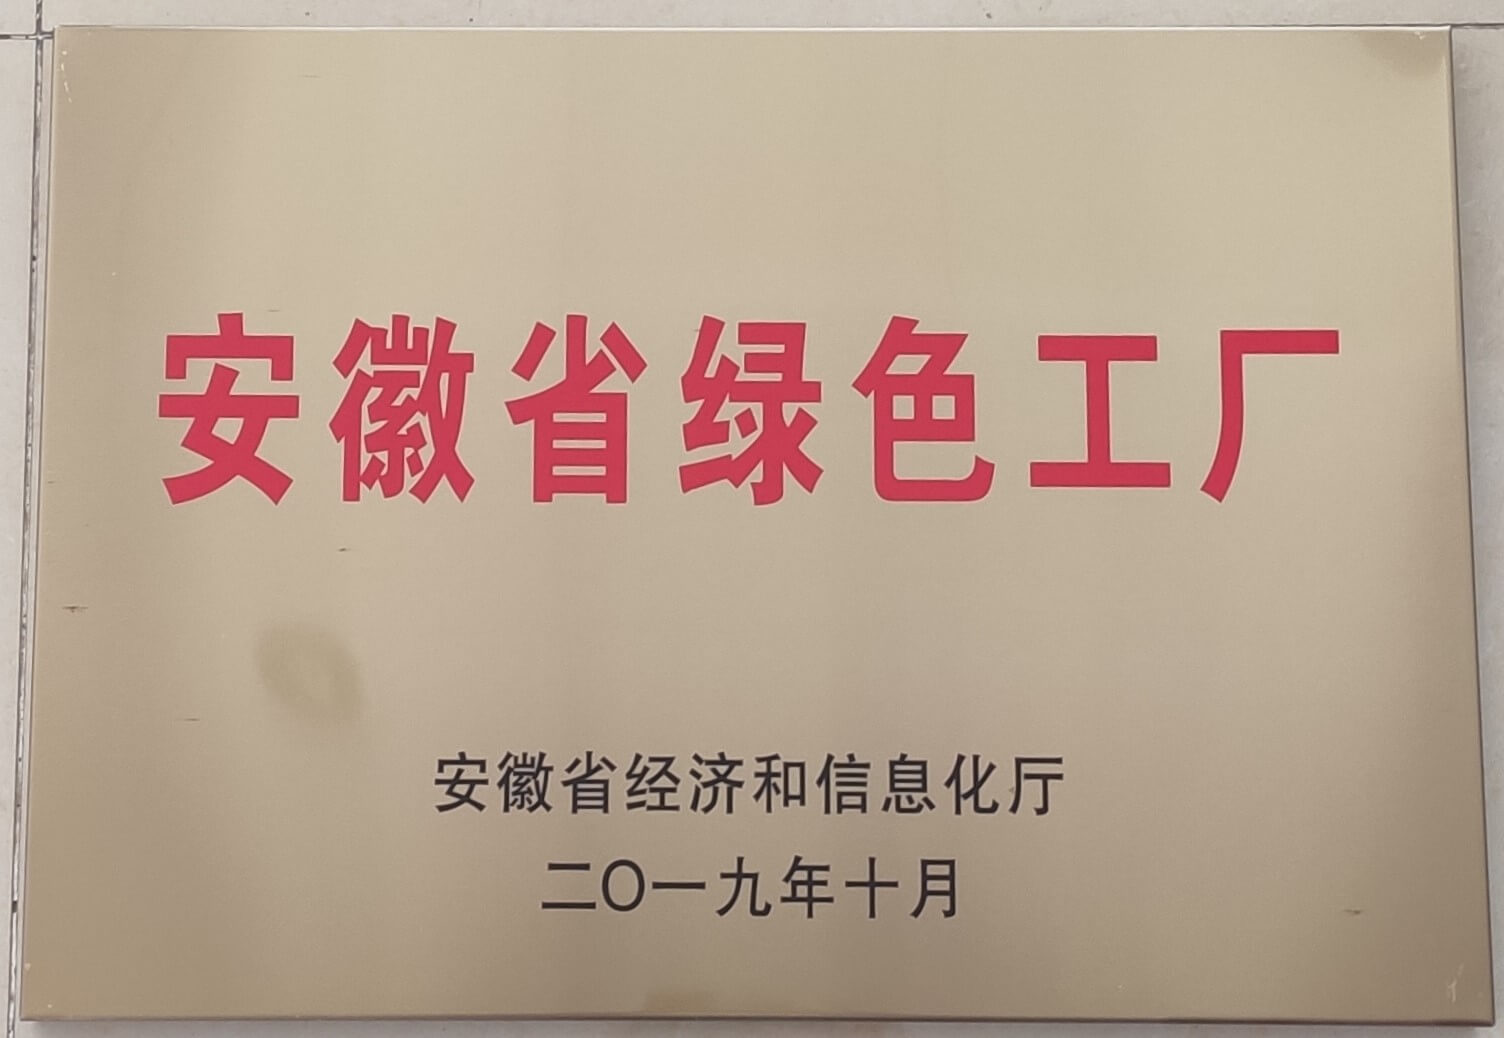 安徽省绿色工厂
安徽省经济和信息化厅
二〇一九年十月